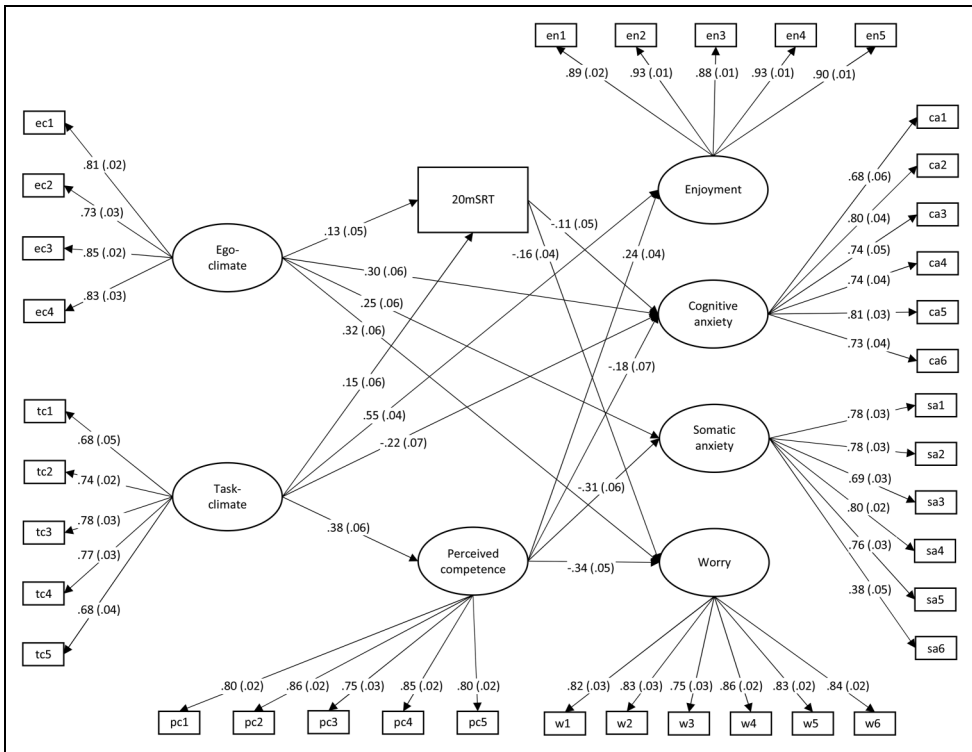 en1 en2 en3 en4 en5
.89 (.02) .93 (.01) .88 (.01) .93 (.01) .90 (.01)
ec1
ec2
ec3
ec4
.81 (.02)
.73 (.03)
.85 (.02)
.83 (.03)
Ego-
climate
20mSRT
Enjoyment
ca1
ca2
ca3
ca4
ca5
ca6
.68 (.06)
.80 (.04)
.74 (.05)
.74 (.04)
.81 (.03)
.73 (.04)
Cognitive
anxiety
.13 (.05)
.30 (.06)
.25 (.06)
.32 (.06)
-.11 (.05)
-.16 (.04)
.24 (.04)
-.18 (.07)
.15 (.06)
.55 (.04)
-.22 (.07)
tc1
tc2
tc3
tc4
tc5
.68 (.05)
.74 (.02)
.78 (.03)
.77 (.03)
.68 (.04)
Task-
climate
.38 (.06)
-.31 (.06)
-.34 (.05)
Somatic
anxiety
sa1
sa2
sa3
sa4
sa5
sa6
.78 (.03)
.78 (.03)
.69 (.03)
.80 (.02)
.76 (.03)
.38 (.05)
Perceived
competence
Worry
.80 (.02) .86 (.02) .75 (.03) .85 (.02) .80 (.02)
pc1 pc2 pc3 pc4 pc5
.82 (.03) .83 (.03) .75 (.03) .86 (.02) .83 (.02) .84 (.02)
w1 w2 w3 w4 w5 w6